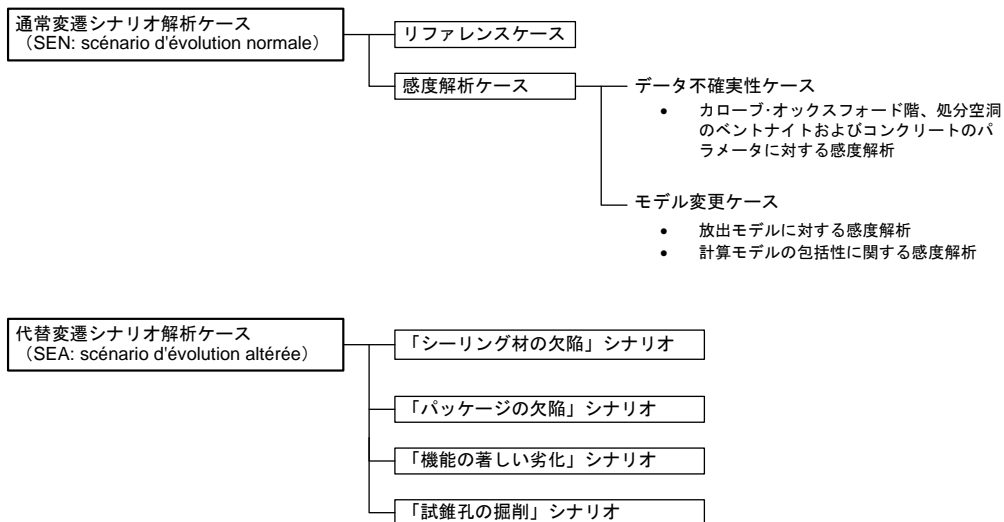 通常変遷シナリオ解析ケース
（SEN: scénario d'évolution normale）
リファレンスケース
感度解析ケース
データ不確実性ケース
• カローブ･オックスフォード階、処分空洞
のベントナイトおよびコンクリートのパ
ラメータに対する感度解析
モデル変更ケース
• 放出モデルに対する感度解析
• 計算モデルの包括性に関する感度解析
代替変遷シナリオ解析ケース
（SEA: scénario d'évolution altérée）
「シーリング材の欠陥」シナリオ
「パッケージの欠陥」シナリオ
「機能の著しい劣化」シナリオ
「試錐孔の掘削」シナリオ